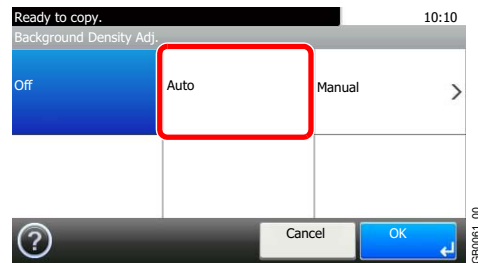 Ready to copy. 10:10
Background Density Adj.
Off Auto Manual
? Cancel OK
GB0061_00